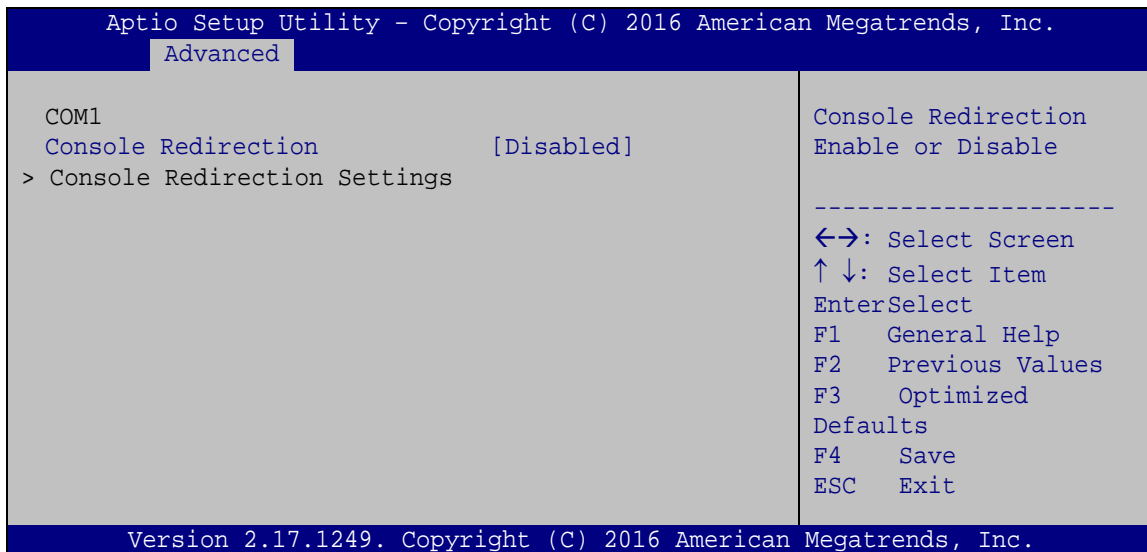 Aptio Setup Utility – Copyright (C) 2016 American Megatrends, Inc.
Advanced
COM1
Console Redirection [Disabled]
> Console Redirection Settings
Console Redirection
Enable or Disable
---------------------
←→: Select Screen
↑ ↓: Select Item
EnterSelect
F1 General Help
F2 Previous Values
F3 Optimized
Defaults
F4 Save
ESC Exit
Version 2.17.1249. Copyright (C) 2016 American Megatrends, Inc.